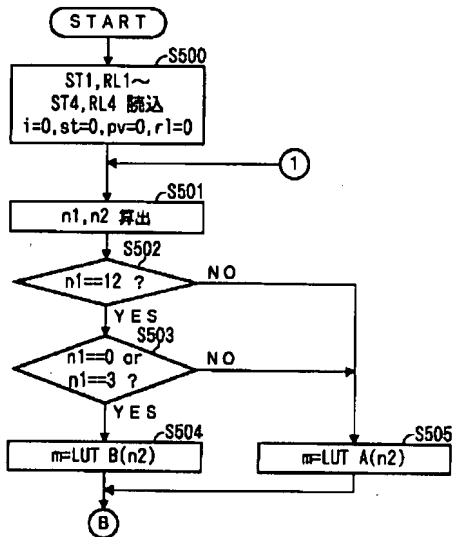 START
S500
ST1,RL1～
ST4,RL4 読込
i=0,st=0,pv=0,rl=0
1
S501
n1,n2 算出
S502
n1==12 ?
NO
YES
S503
n1==0 or
n1==3 ?
NO
YES
S504
m=LUT B(n2)
S505
m=LUT A(n2)
B